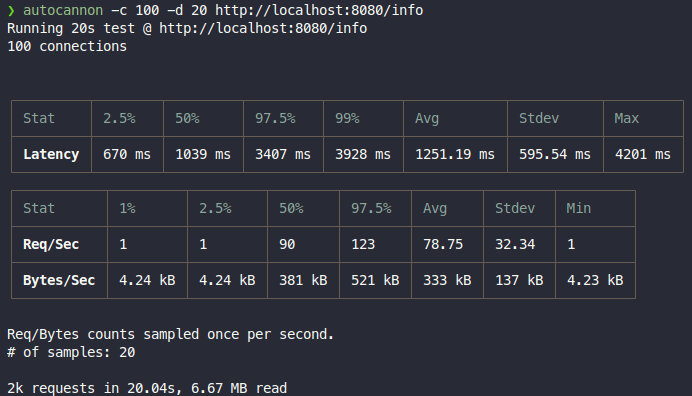 ❯ autocannon -c 100 -d 20 http://localhost:8080/info
Running 20s test @ http://localhost:8080/info
100 connections
Stat 2.5% 50% 97.5% 99% Avg Stdev Max
Latency 670 ms 1039 ms 3407 ms 3928 ms 1251.19 ms 595.54 ms 4201 ms
Stat 1% 2.5% 50% 97.5% Avg Stdev Min
Req/Sec 1 1 90 123 78.75 32.34 1
Bytes/Sec 4.24 kB 4.24 kB 381 kB 521 kB 333 kB 137 kB 4.23 kB
Req/Bytes counts sampled once per second.
# of samples: 20
2k requests in 20.04s, 6.67 MB read